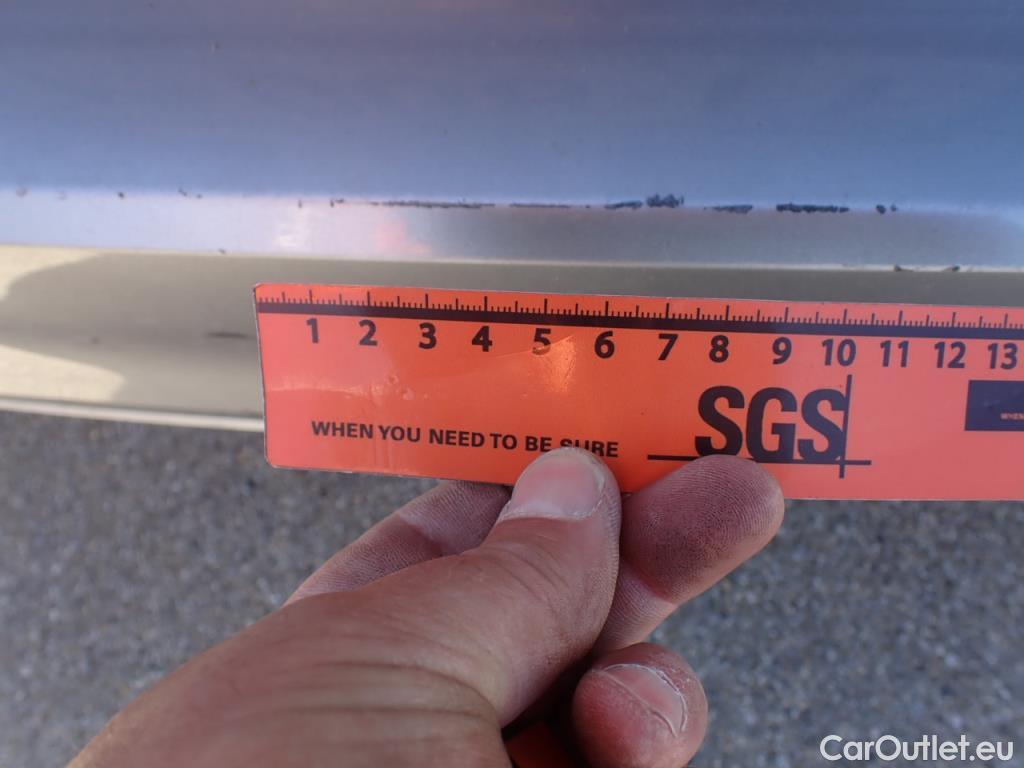 1 2 3 4 5 6 7 8 9 10 11 12 13
SGS
WHEN YOU NEED TO BE SURE
WHEN
CarOutlet.eu